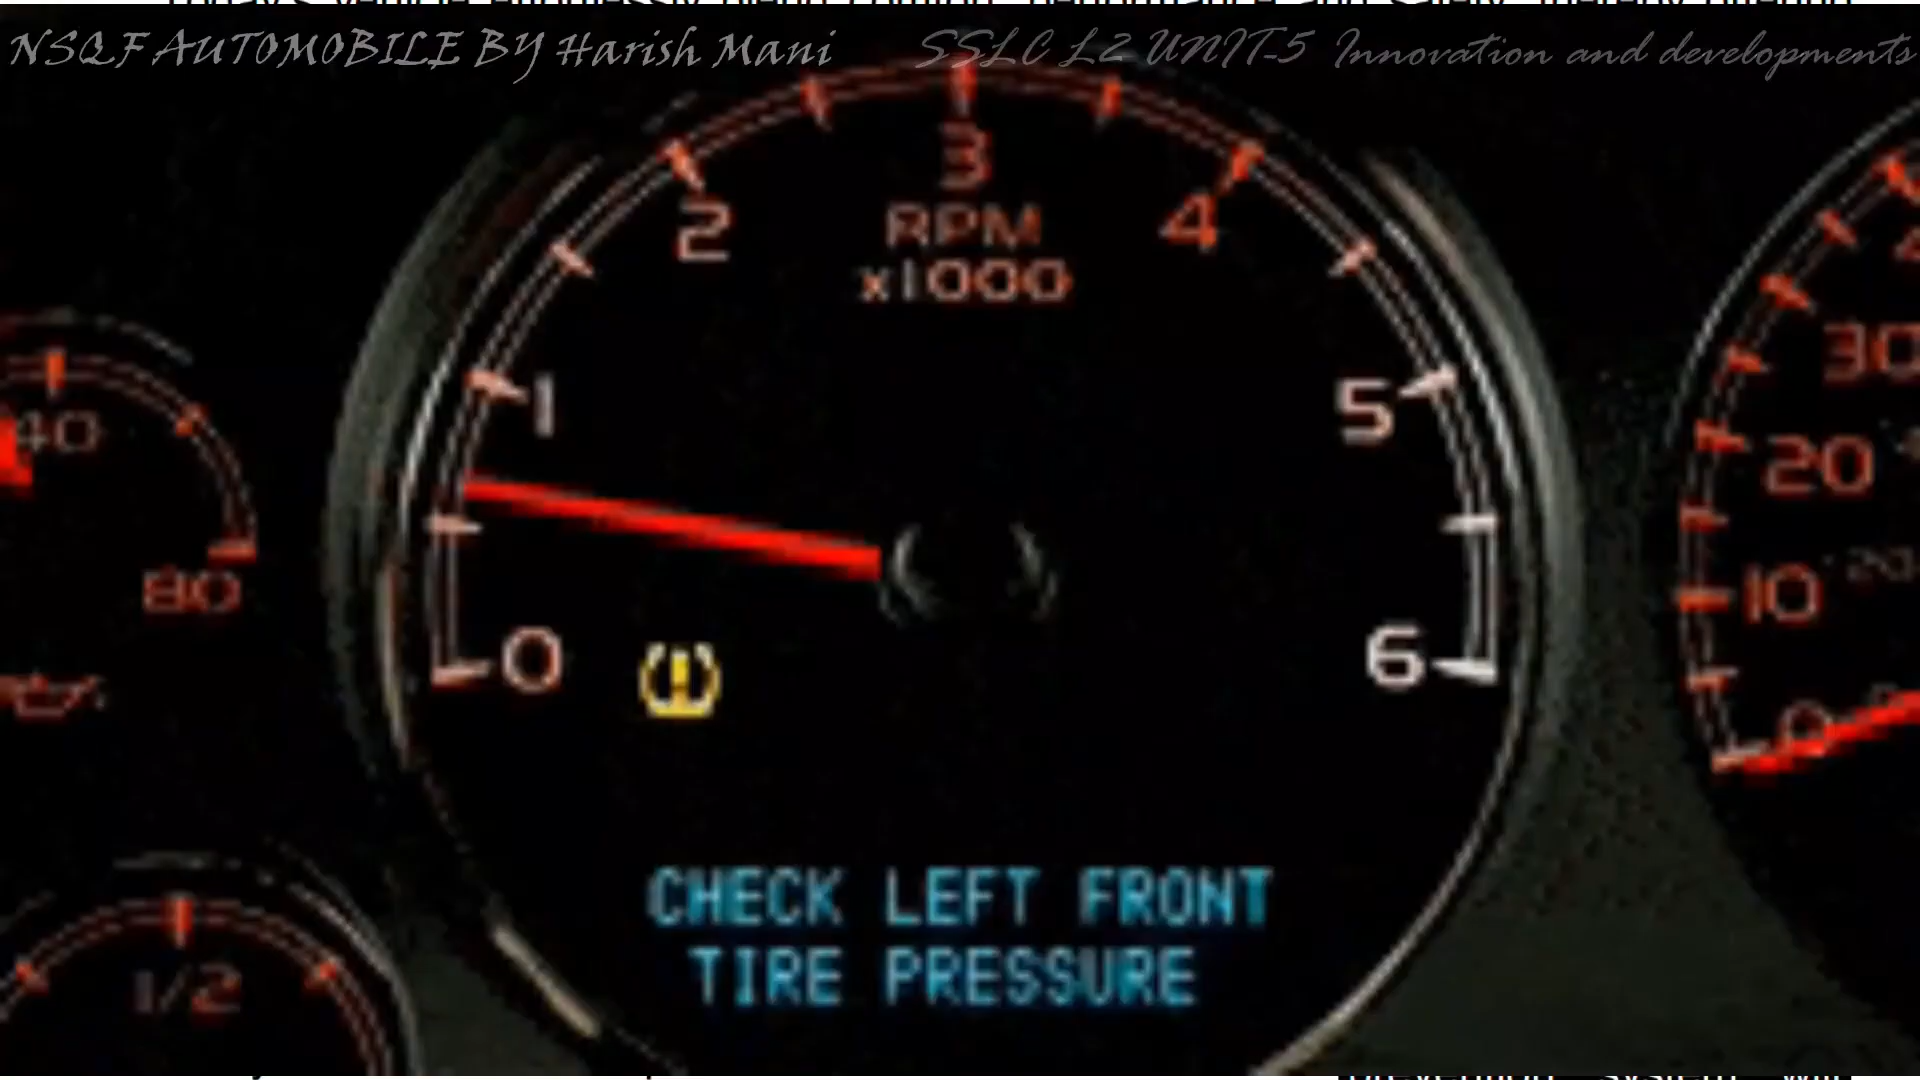 NSQF AUTOMOBILE BY Harish Mani SSLC L2 UNIT-5 Innovation and developments
3
2 RPM 4
x1000
1 5
40
30
20
80
10
0 6
0
CHECK LEFT FRONT
TIRE PRESSURE
1/2